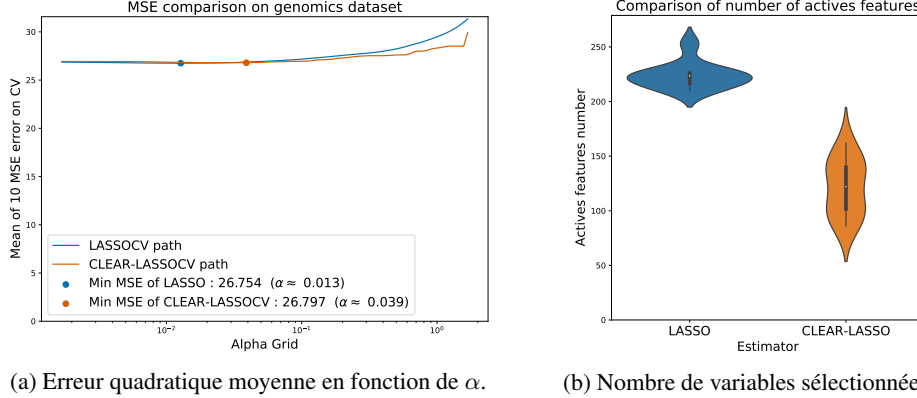 MSE comparison on genomics dataset
30
25
20
15
10
5
0
Mean of 10 MSE error on CV
LASSOCV path
CLEAR-LASSOCV path
Min MSE of LASSO : 26.754 (α≈ 0.013)
Min MSE of CLEAR-LASSOCV : 26.797 (α≈ 0.039)
10⁻² 10⁻¹ 10⁰
Alpha Grid
(a) Erreur quadratique moyenne en fonction de α.
Comparison of number of actives features
250
200
150
100
50
0
Actives features number
LASSO CLEAR-LASSO
Estimator
(b) Nombre de variables sélectionnée